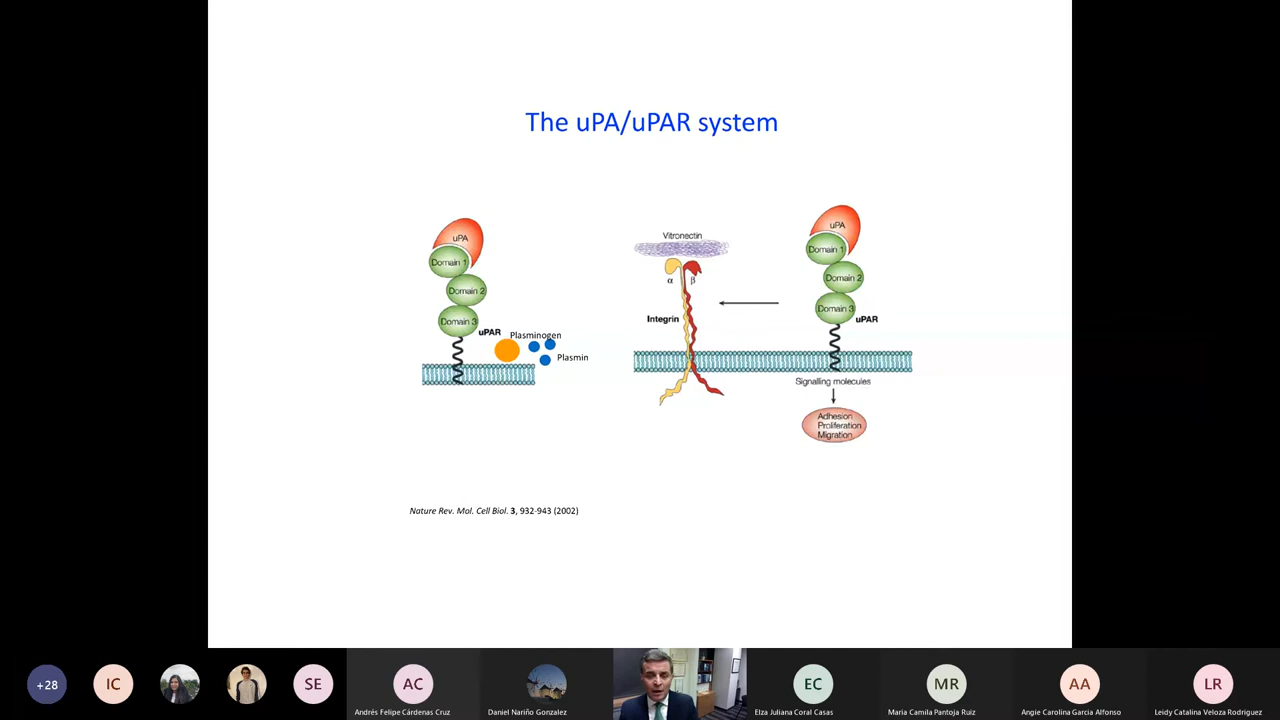 The uPA/uPAR system
uPA
Domain 1
Domain 2
Domain 3
uPAR
Plasminogen
Plasmin
Vitronectin
α β
Integrin
uPA
Domain 1
Domain 2
Domain 3
uPAR
Signalling molecules
Adhesion
Proliferation
Migration
Nature Rev. Mol. Cell Biol. 3, 932-943 (2002)
+28
IC
SE
AC
Andrés Felipe Cárdenas Cruz
Daniel Nariño Gonzalez
EC
Elza Juliana Coral Casas
MR
Maria Camila Pantoja Ruiz
AA
Angie Carolina Garcia Alfonso
LR
Leidy Catalina Veloza Rodriguez